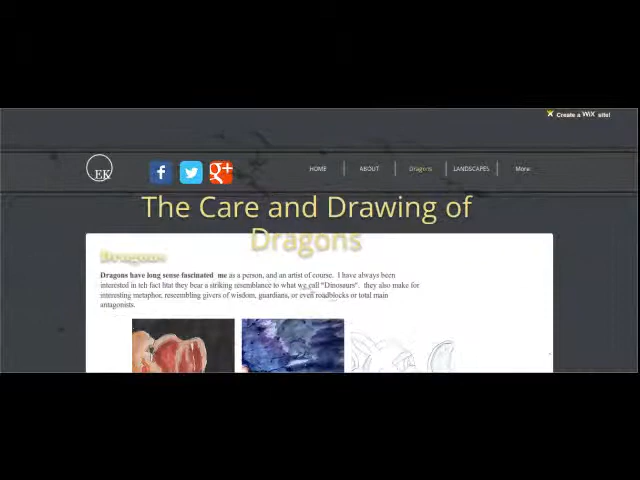 Create a WiX site!
EK
f
g+
HOME ABOUT Dragons LANDSCAPES More
The Care and Drawing of
Dragons
Dragons
Dragons have long sense fascinated me as a person, and an artist of course. I have always been
interested in teh fact htat they bear a striking resemblance to what we call "Dinosaurs". they also make for
interesting metaphor, resembling givers of wisdom, guardians, or even roadblocks or total main
antagonists.